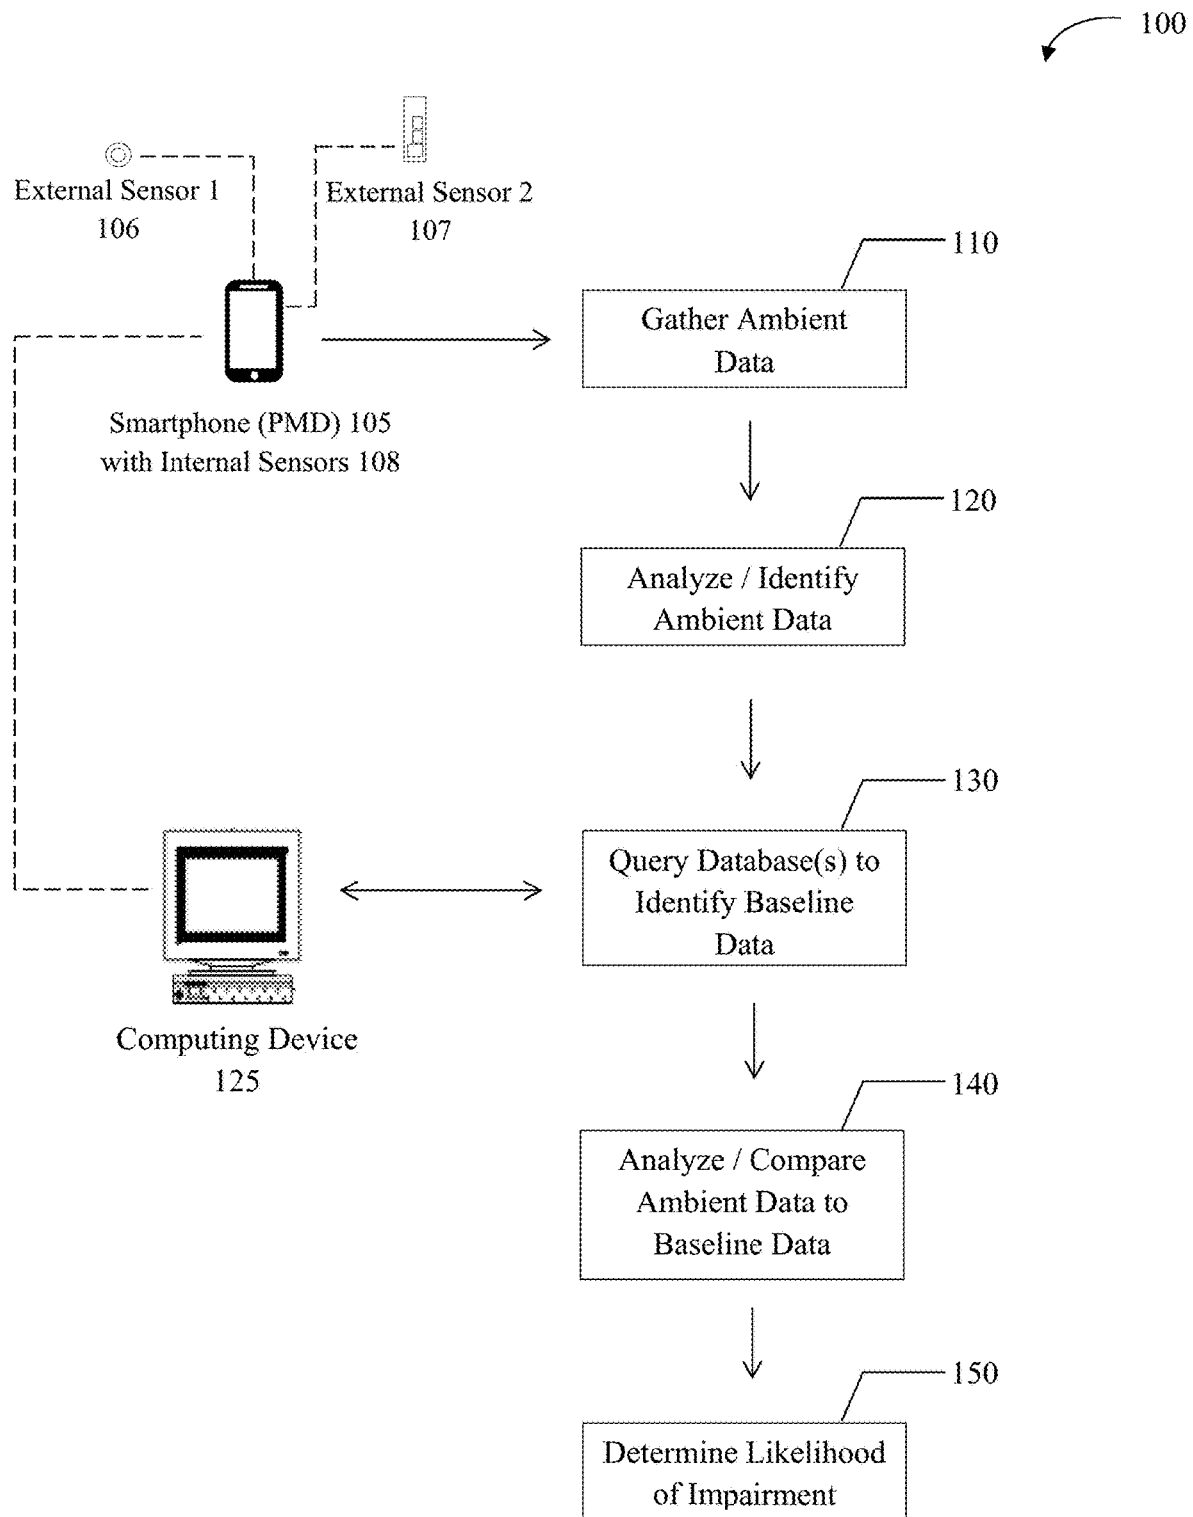 100
External Sensor 1
106
External Sensor 2
107
110
Gather Ambient
Data
Smartphone (PMD) 105
with Internal Sensors 108
120
Analyze / Identify
Ambient Data
130
Query Database(s) to
Identify Baseline
Data
Computing Device
125
140
Analyze / Compare
Ambient Data to
Baseline Data
150
Determine Likelihood
of Impairment